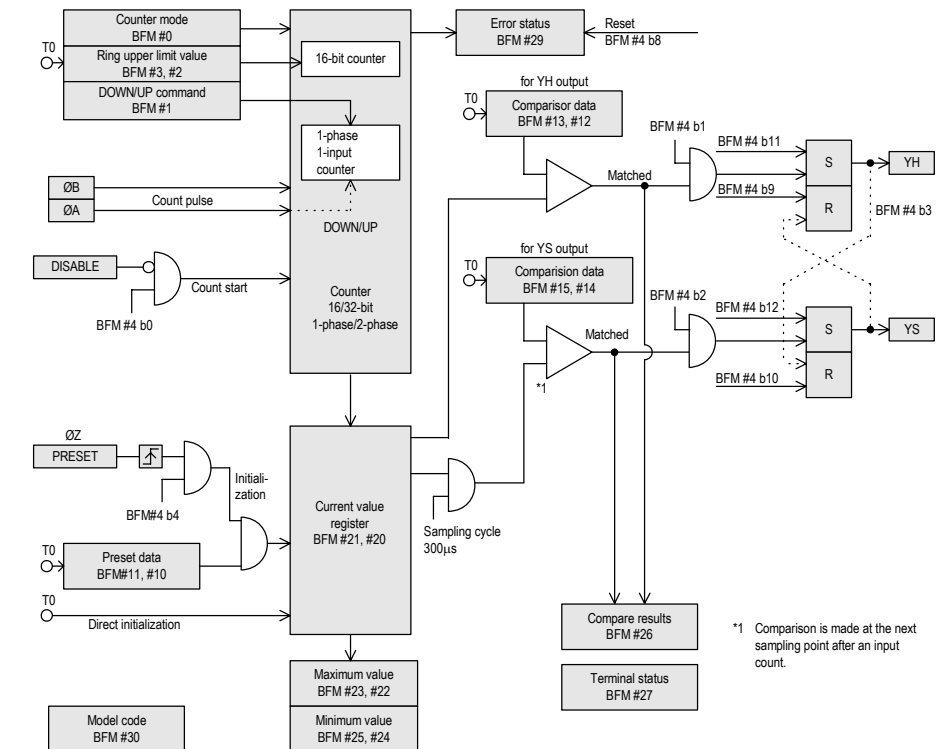 Counter mode
BFM #0
T0
Ring upper limit value
BFM #3, #2
DOWN/UP command
BFM #1
16-bit counter
1-phase
1-input
counter
Error status
BFM #29
Reset
BFM #4 b8
for YH output
T0
Comparisor data
BFM #13, #12
BFM #4 b1
BFM #4 b11
S
YH
Matched
BFM #4 b9
R
BFM #4 b3
ØB
ØA
Count pulse
DOWN/UP
DISABLE
Count start
BFM #4 b0
Counter
16/32-bit
1-phase/2-phase
for YS output
T0
Comparision data
BFM #15, #14
BFM #4 b2
BFM #4 b12
S
YS
Matched
R
BFM #4 b10
*1
ØZ
PRESET
Initiali-
zation
BFM#4 b4
Current value
register
BFM #21, #20
Sampling cycle
300µs
T0
Preset data
BFM#11, #10
T0
Direct initialization
Compare results
BFM #26
*1 Comparison is made at the next
sampling point after an input
count.
Terminal status
BFM #27
Maximum value
BFM #23, #22
Minimum value
BFM #25, #24
Model code
BFM #30